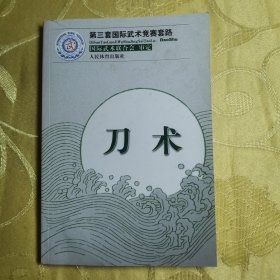 第三套国际武术竞赛套路
国际武术联合会 审定
人民体育出版社
刀术